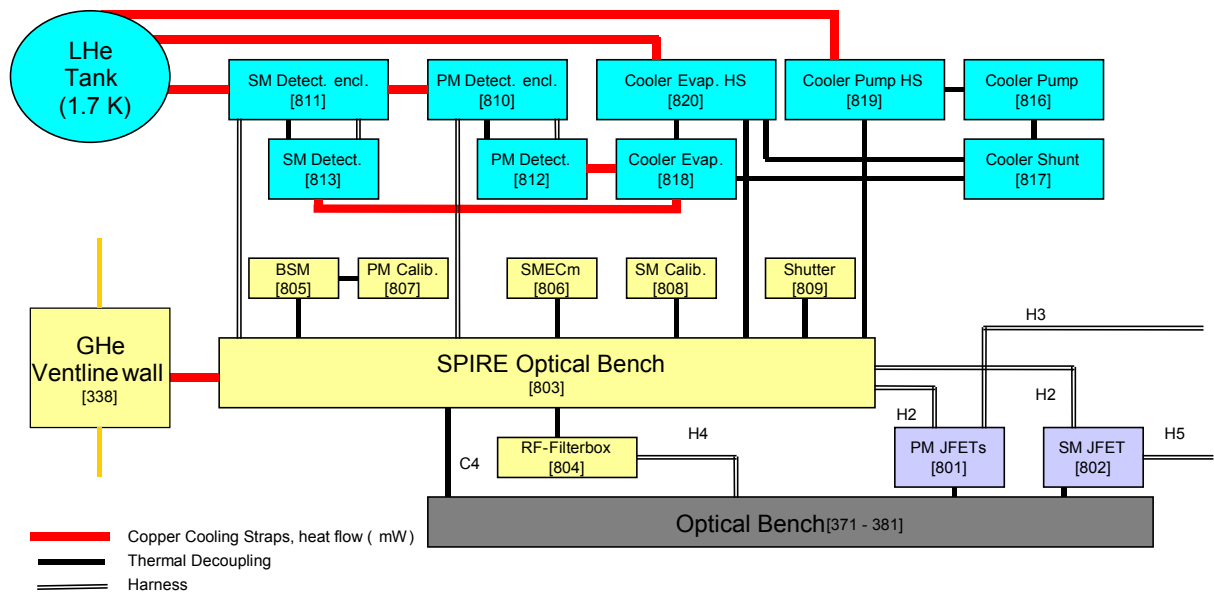 LHe
Tank
(1.7 K)
SM Detect. encl.
[811]
PM Detect. encl.
[810]
Cooler Evap. HS
[820]
Cooler Pump HS
[819]
Cooler Pump
[816]
SM Detect.
[813]
PM Detect.
[812]
Cooler Evap.
[818]
Cooler Shunt
[817]
BSM
[805]
PM Calib.
[807]
SMECm
[806]
SM Calib.
[808]
Shutter
[809]
H3
GHe
Ventline wall
[338]
SPIRE Optical Bench
[803]
H2
H2
RF-Filterbox
[804]
H4
PM JFETs
[801]
SM JFET
[802]
H5
C4
Optical Bench[371 - 381]
Copper Cooling Straps, heat flow ( mW)
Thermal Decoupling
Harness